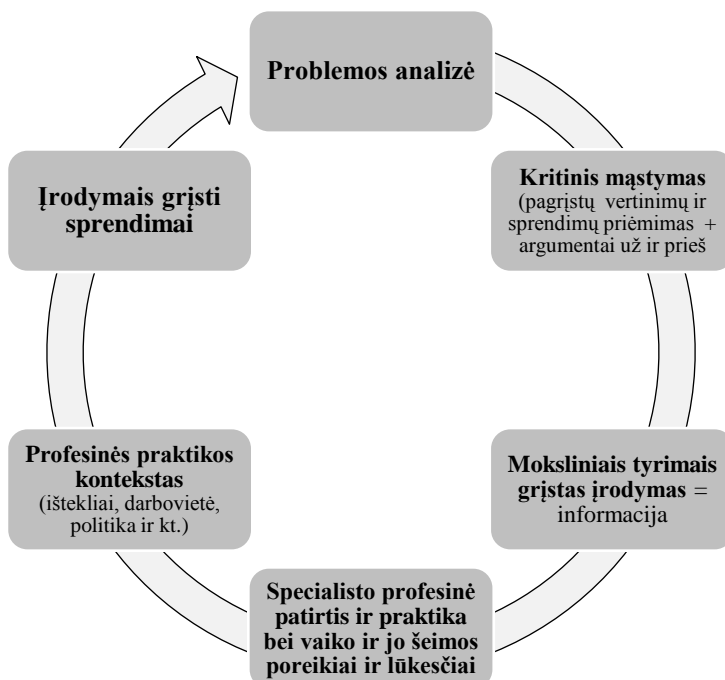 Problemos analizė
Kritinis mąstymas
(pagrįstų vertinimų ir
sprendimų priėmimas +
argumentai už ir prieš
Moksliniais tyrimais
grįstas įrodymas =
informacija
Specialisto profesinė
patirtis ir praktika
bei vaiko ir jo šeimos
poreikiai ir lūkesčiai
Profesinės praktikos
kontekstas
(ištekliai, darbovietė,
politika ir kt.)
Įrodymais grįsti
sprendimai